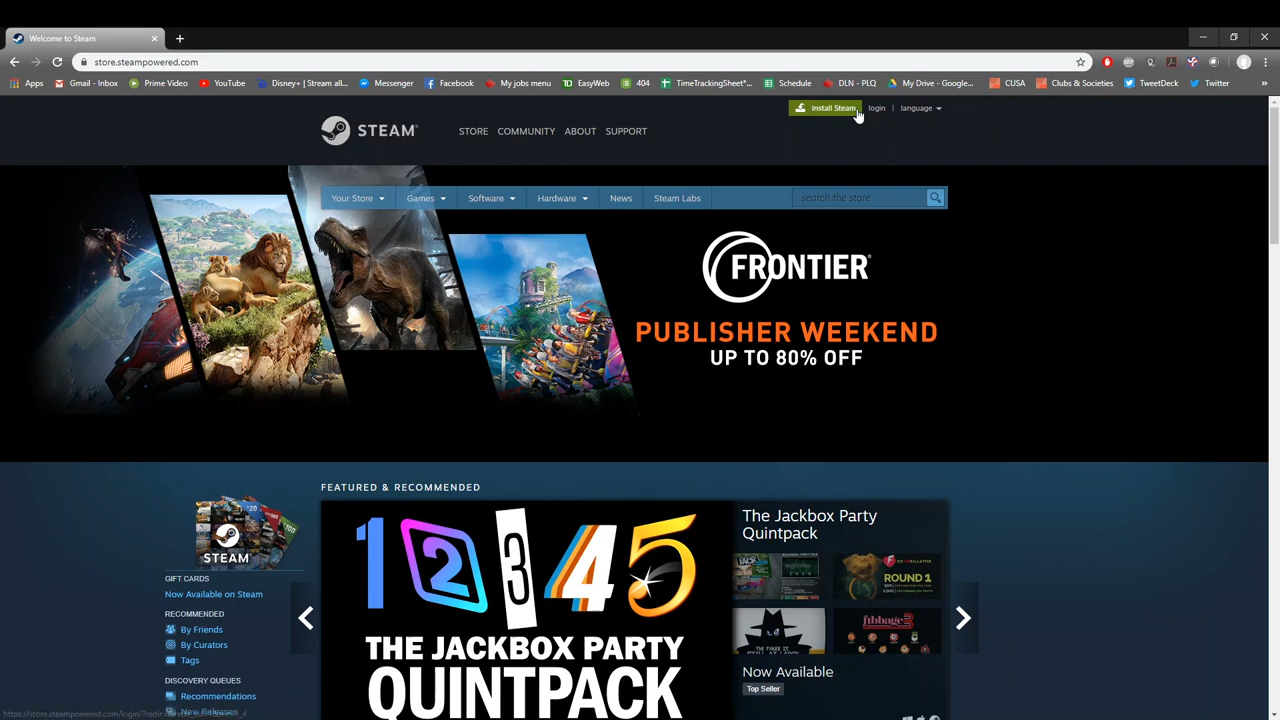 Welcome to Steam
store.steampowered.com
Apps
Gmail - Inbox
Prime Video
YouTube
Disney+ | Stream all...
Messenger
Facebook
My jobs menu
EasyWeb
404
TimeTrackingSheet*...
Schedule
DLN - PLQ
My Drive - Google...
CUSA
Clubs & Societies
TweetDeck
Twitter
Install Steam
login | language
STEAM®
STORE COMMUNITY ABOUT SUPPORT
Your Store
Games
Software
Hardware
News
Steam Labs
search the store
FRONTIER
PUBLISHER WEEKEND
UP TO 80% OFF
FEATURED & RECOMMENDED
STEAM
GIFT CARDS
Now Available on Steam
RECOMMENDED
By Friends
By Curators
Tags
DISCOVERY QUEUES
Recommendations
New Releases
1 2 3 4 5
THE JACKBOX PARTY
QUINTPACK
The Jackbox Party
Quintpack
ROUND 1
fibbage 3
Now Available
Top Seller